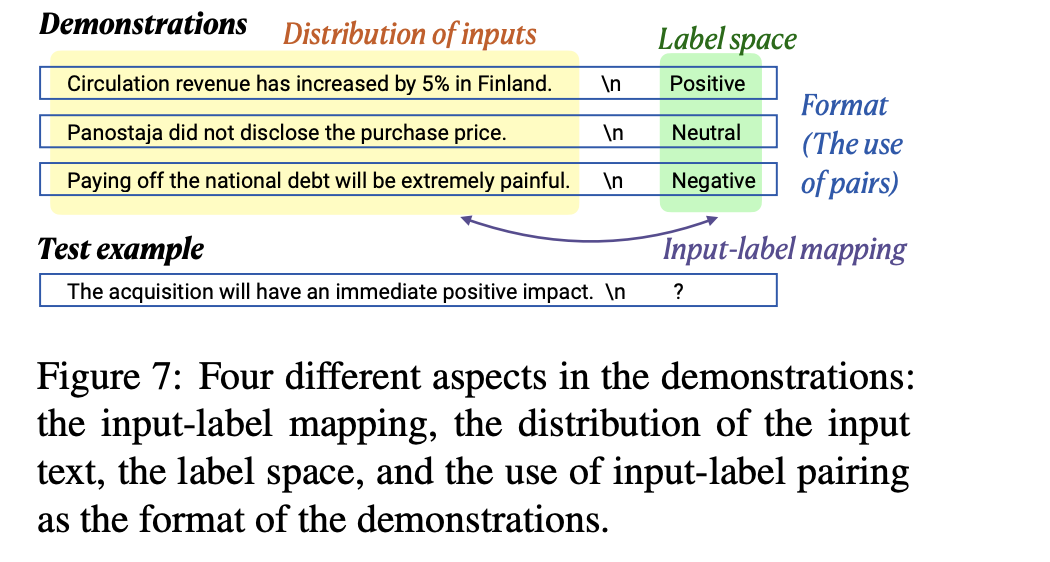 Demonstrations
Distribution of inputs
Label space
Circulation revenue has increased by 5% in Finland. \n Positive
Panostaja did not disclose the purchase price. \n Neutral
Paying off the national debt will be extremely painful. \n Negative
Format
(The use
of pairs)
Test example
Input-label mapping
The acquisition will have an immediate positive impact. \n ?
Figure 7: Four different aspects in the demonstrations:
the input-label mapping, the distribution of the input
text, the label space, and the use of input-label pairing
as the format of the demonstrations.